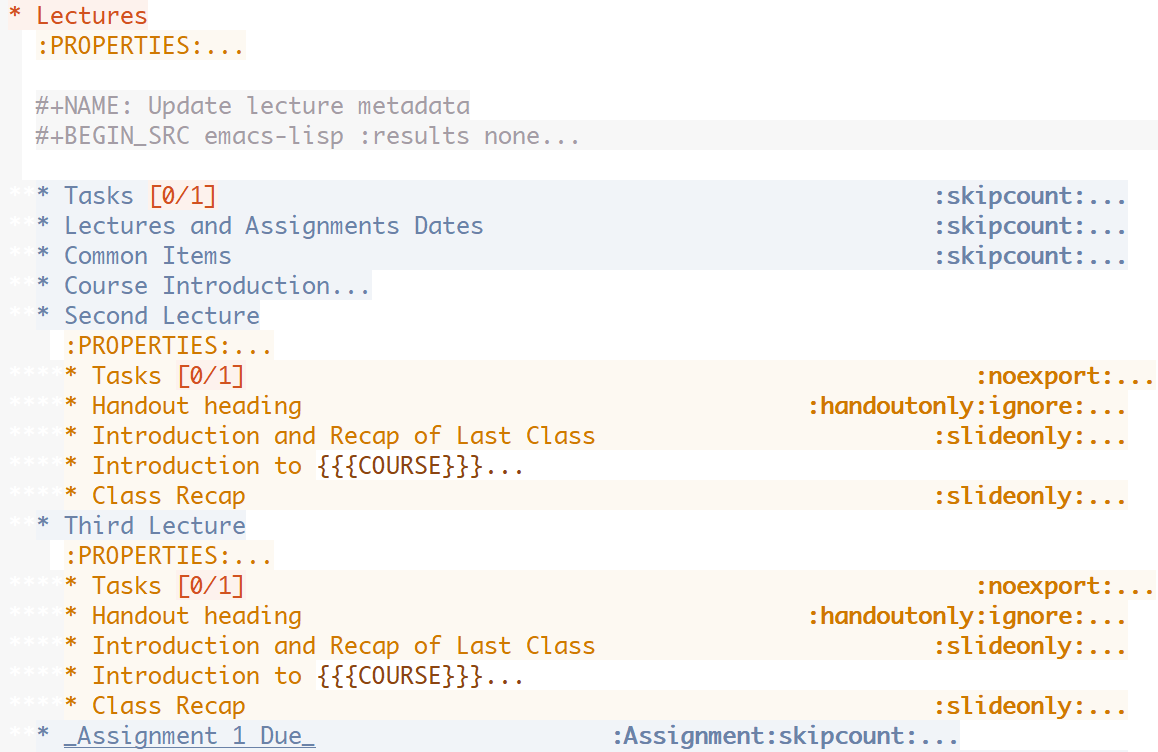 * Lectures
:PROPERTIES:...
#+NAME: Update lecture metadata
#+BEGIN_SRC emacs-lisp :results none...
*** Tasks [0/1] :skipcount:...
*** Lectures and Assignments Dates :skipcount:...
*** Common Items :skipcount:...
*** Course Introduction...
*** Second Lecture
:PROPERTIES:...
***** Tasks [0/1] :noexport:...
***** Handout heading :handoutonly:ignore:...
***** Introduction and Recap of Last Class :slideonly:...
***** Introduction to {{{COURSE}}}...
***** Class Recap :slideonly:...
*** Third Lecture
:PROPERTIES:...
***** Tasks [0/1] :noexport:...
***** Handout heading :handoutonly:ignore:...
***** Introduction and Recap of Last Class :slideonly:...
***** Introduction to {{{COURSE}}}...
***** Class Recap :slideonly:...
*** _Assignment 1 Due_ :Assignment:skipcount:...